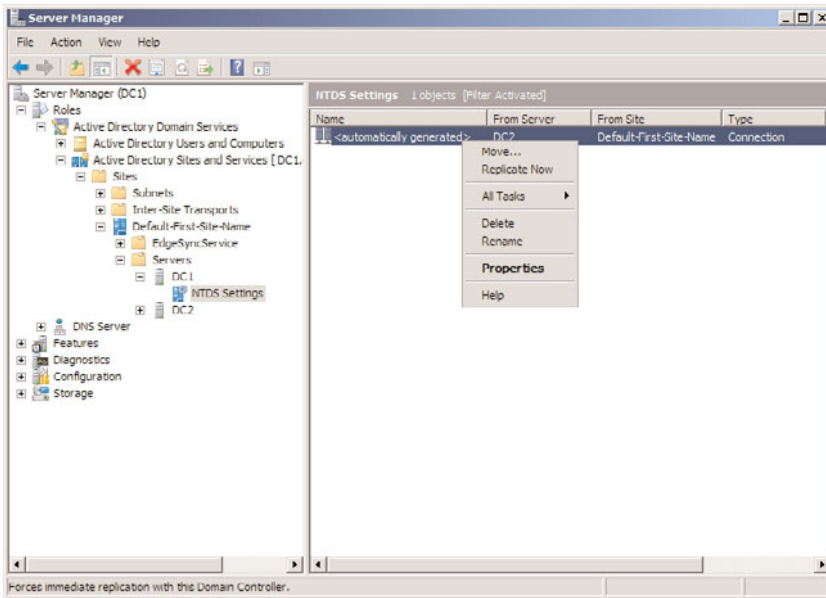 Server Manager
File Action View Help
Server Manager (DC1)
Roles
Active Directory Domain Services
Active Directory Users and Computers
Active Directory Sites and Services [DC1.
Sites
Subnets
Inter-Site Transports
Default-First-Site-Name
EdgeSyncService
Servers
DC1
NTDS Settings
DC2
DNS Server
Features
Diagnostics
Configuration
Storage
NTDS Settings 1 objects [Filter Activated]
Name From Server From Site Type
<automatically generated> DC2 Default-First-Site-Name Connection
Move...
Replicate Now
All Tasks
Delete
Rename
Properties
Help
Forces immediate replication with this Domain Controller.